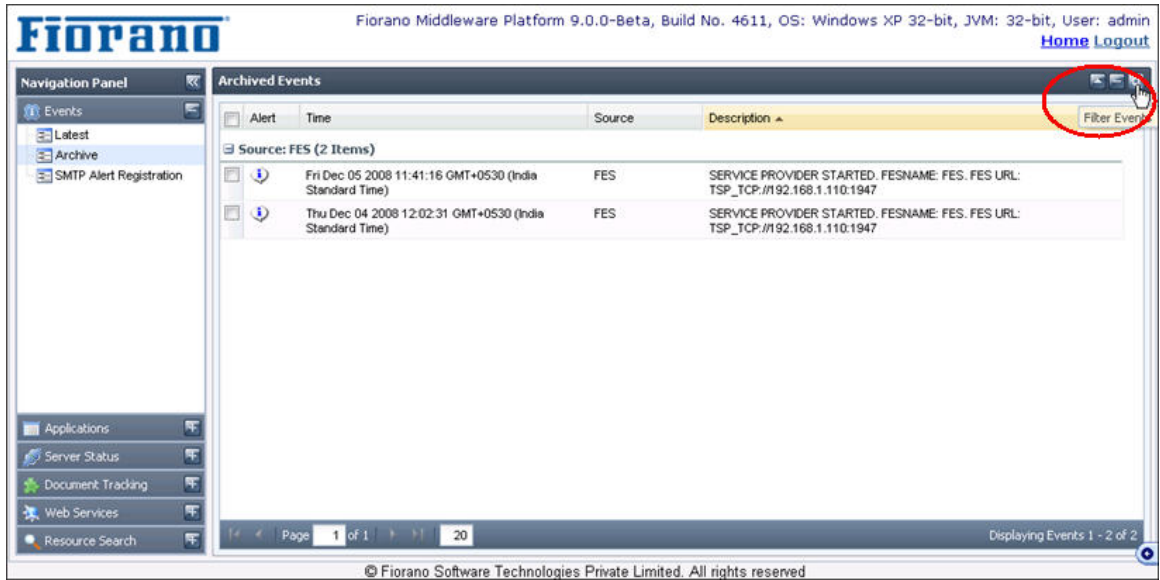 Fiorano
Fiorano Middleware Platform 9.0.0-Beta, Build No. 4611, OS: Windows XP 32-bit, JVM: 32-bit, User: admin
Home Logout
Navigation Panel
Archived Events
Events
Latest
Archive
SMTP Alert Registration
Alert Time Source Description
Filter Events
Source: FES (2 Items)
Fri Dec 05 2008 11:41:16 GMT+0530 (India
Standard Time)
FES
SERVICE PROVIDER STARTED. FESNAME: FES. FES URL:
TSP_TCP://192.168.1.110:1947
Thu Dec 04 2008 12:02:31 GMT+0530 (India
Standard Time)
FES
SERVICE PROVIDER STARTED. FESNAME: FES. FES URL:
TSP_TCP://192.168.1.110:1947
Applications
Server Status
Document Tracking
Web Services
Resource Search
Page 1 of 1 20
Displaying Events 1 - 2 of 2
© Fiorano Software Technologies Private Limited. All rights reserved